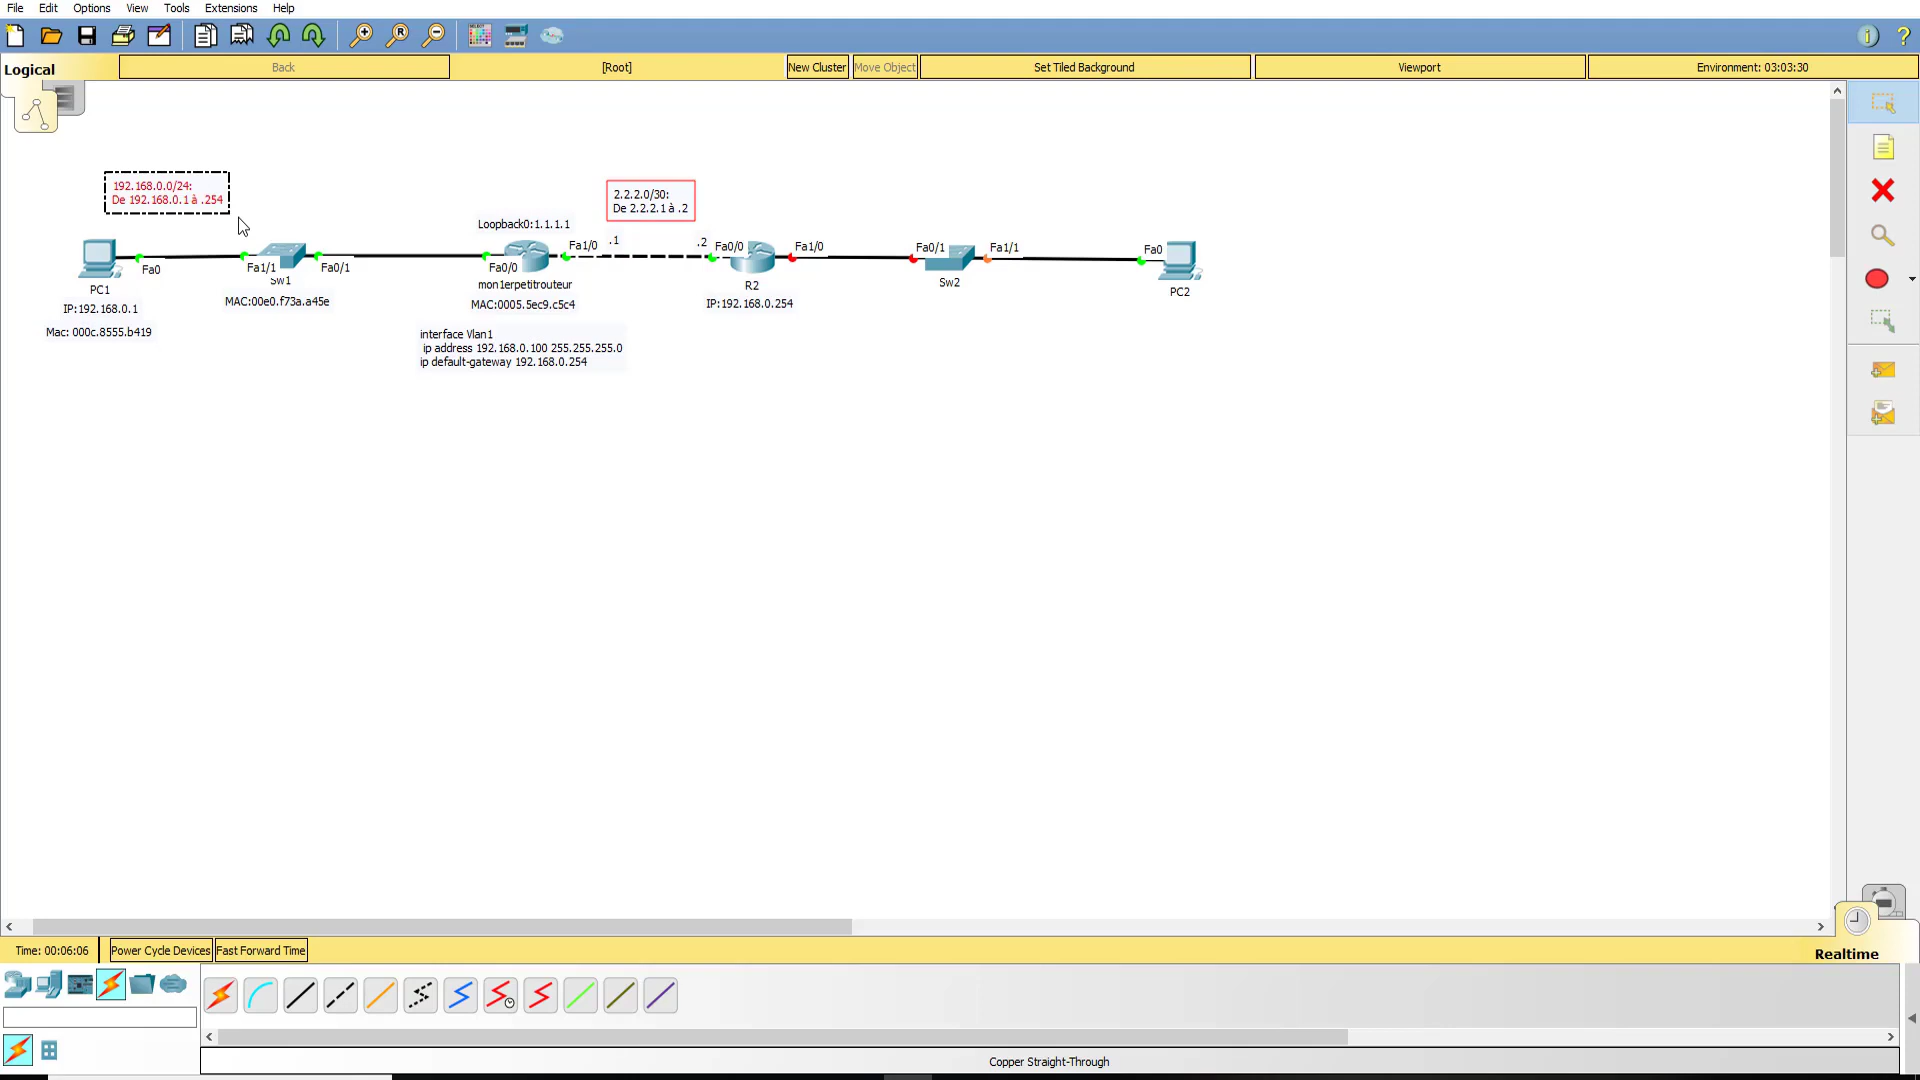 File Edit Options View Tools Extensions Help
Logical
Back
[Root]
New Cluster
Move Object
Set Tiled Background
Viewport
Environment: 03:03:30
192.168.0.0/24:
De 192.168.0.1 à .254
2.2.2.0/30:
De 2.2.2.1 à .2
Loopback0:1.1.1.1
Fa0
Fa1/1
Fa0/1
Fa0/0
Fa1/0
.1
.2
Fa0/0
Fa1/0
Fa0/1
Fa1/1
Fa0
PC1
IP:192.168.0.1
Mac: 000c.8555.b419
Sw1
MAC:00e0.f73a.a45e
mon1erpetitrouteur
MAC:0005.5ec9.c5c4
interface Vlan1
ip address 192.168.0.100 255.255.255.0
ip default-gateway 192.168.0.254
R2
IP:192.168.0.254
Sw2
PC2
Time: 00:06:06
Power Cycle Devices
Fast Forward Time
Realtime
Copper Straight-Through